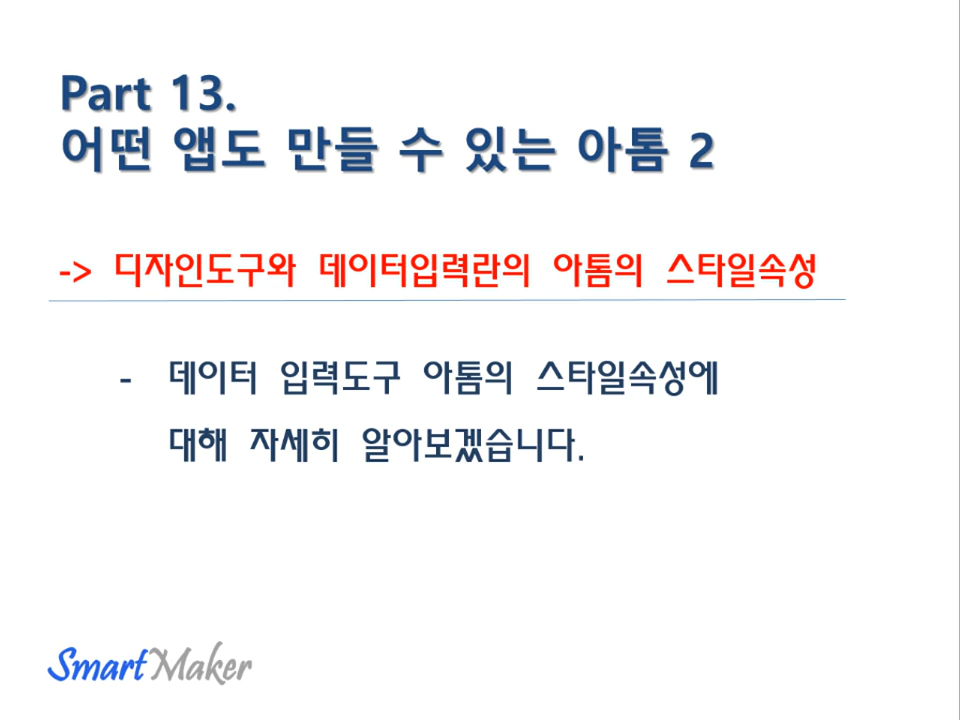 Part 13.
어떤 앱도 만들 수 있는 아톰 2
-> 디자인도구와 데이터입력란의 아톰의 스타일속성
- 데이터 입력도구 아톰의 스타일속성에
대해 자세히 알아보겠습니다.
SmartMaker